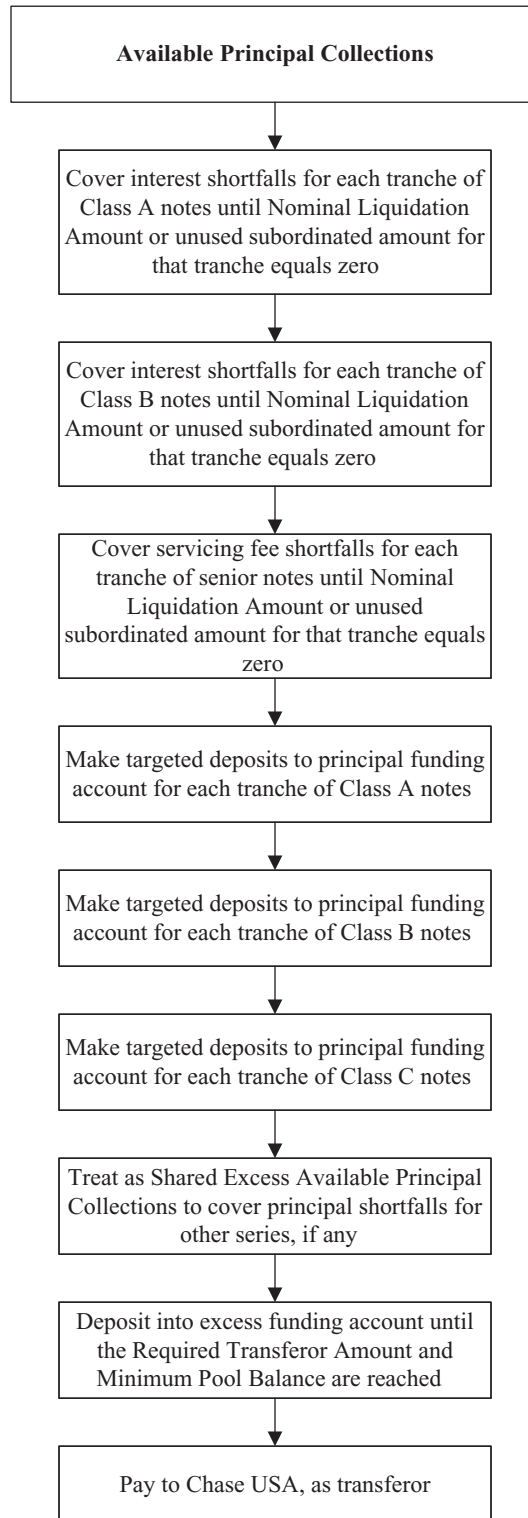 Available Principal Collections
Cover interest shortfalls for each tranche of
Class A notes until Nominal Liquidation
Amount or unused subordinated amount for
that tranche equals zero
Cover interest shortfalls for each tranche of
Class B notes until Nominal Liquidation
Amount or unused subordinated amount for
that tranche equals zero
Cover servicing fee shortfalls for each
tranche of senior notes until Nominal
Liquidation Amount or unused
subordinated amount for that tranche equals
zero
Make targeted deposits to principal funding
account for each tranche of Class A notes
Make targeted deposits to principal funding
account for each tranche of Class B notes
Make targeted deposits to principal funding
account for each tranche of Class C notes
Treat as Shared Excess Available Principal
Collections to cover principal shortfalls for
other series, if any
Deposit into excess funding account until
the Required Transferor Amount and
Minimum Pool Balance are reached
Pay to Chase USA, as transferor